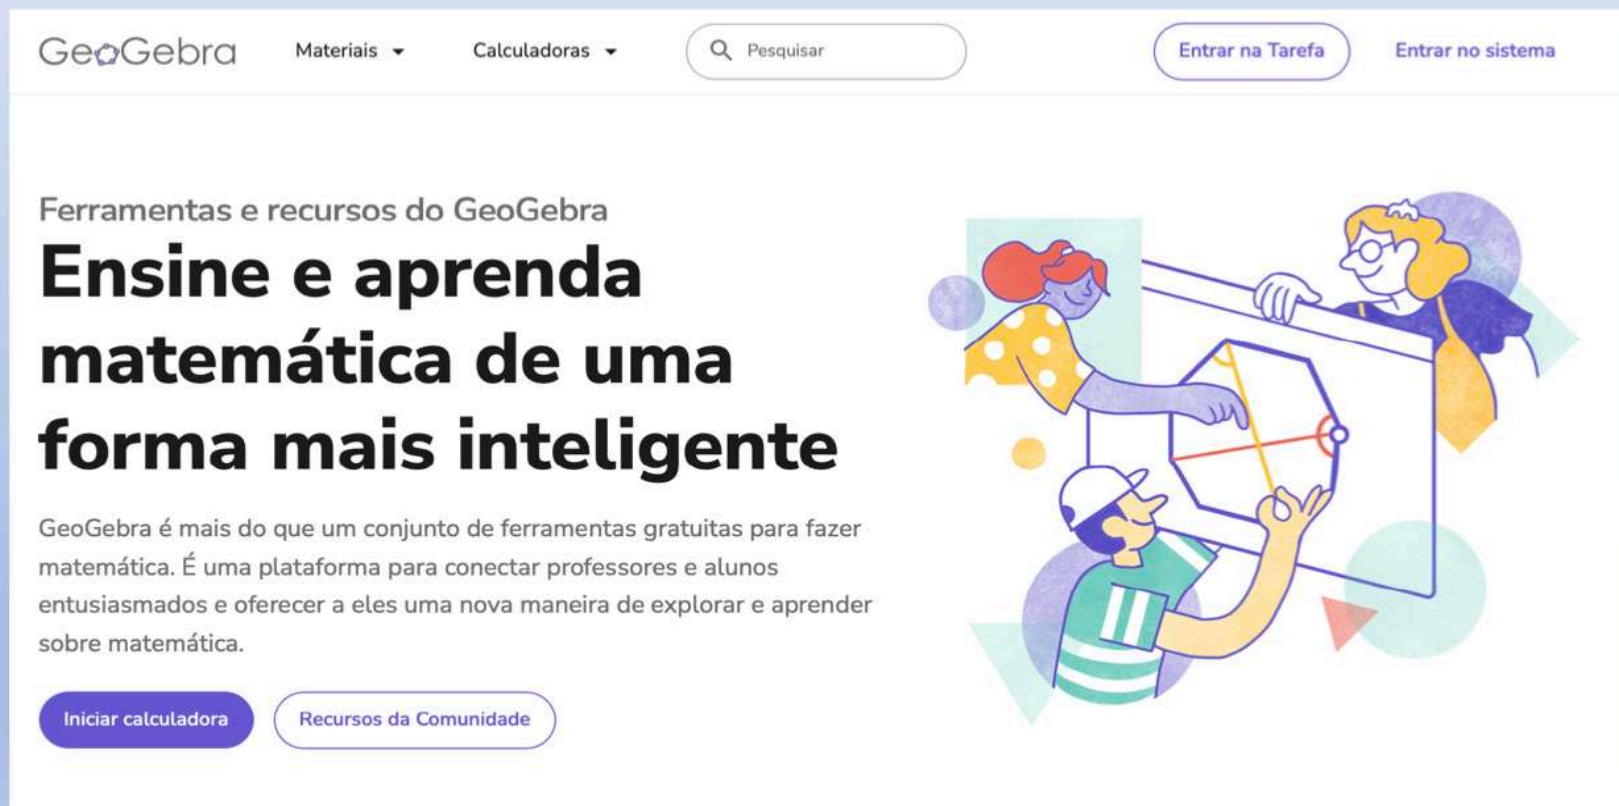 GeoGebra
Materiais
Calculadoras
Pesquisar
Entrar na Tarefa
Entrar no sistema
Ferramentas e recursos do GeoGebra
Ensine e aprenda
matemática de uma
forma mais inteligente
GeoGebra é mais do que um conjunto de ferramentas gratuitas para fazer
matemática. É uma plataforma para conectar professores e alunos
entusiasmados e oferecer a eles uma nova maneira de explorar e aprender
sobre matemática.
Iniciar calculadora
Recursos da Comunidade